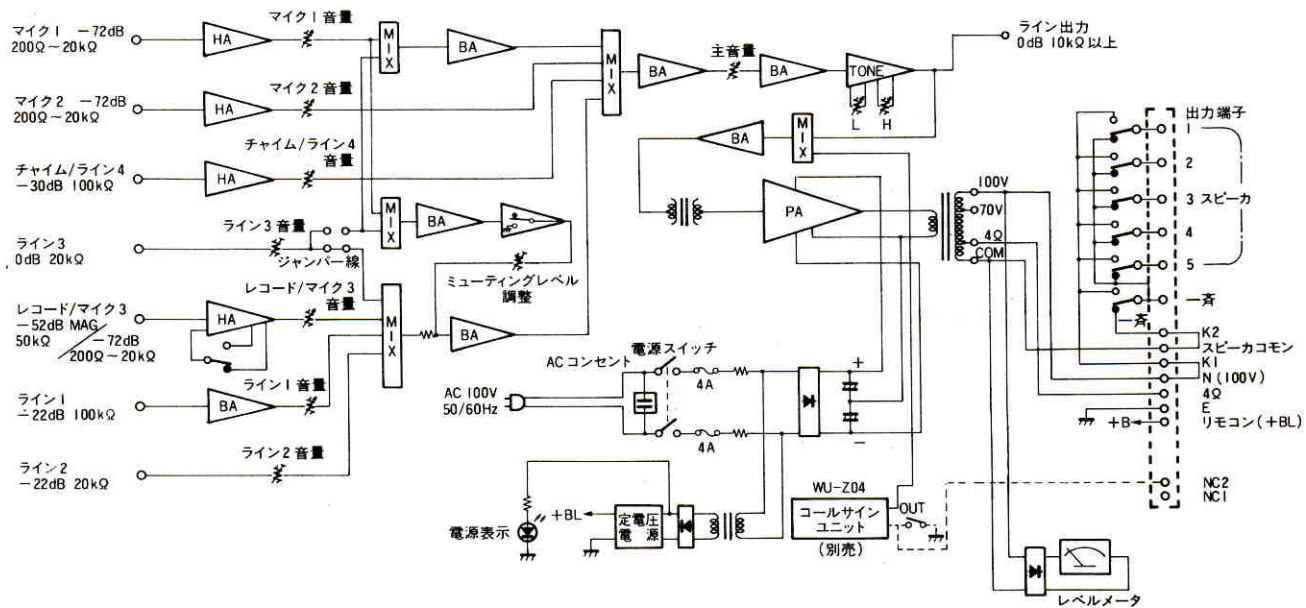 マイク1 −72dB
200Ω〜20kΩ
HA
マイク1 音量
MIX
BA
MIX
BA
主音量
BA
TONE
L
H
ライン出力
0dB 10kΩ以上
マイク2 −72dB
200Ω〜20kΩ
HA
マイク2 音量
チャイム/ライン4
−30dB 100kΩ
HA
チャイム/ライン4
音量
BA
MIX
ライン3
0dB 20kΩ
ライン3 音量
ジャンパー線
MIX
BA
ミューティングレベル
調整
PA
100V
70V
4Ω
COM
レコード/マイク3
−52dB MAG
50kΩ
−72dB
200Ω〜20kΩ
HA
レコード/マイク3
音量
MIX
BA
ライン1
−22dB 100kΩ
BA
ライン1 音量
ライン2
−22dB 20kΩ
ライン2 音量
AC 100V
50/60Hz
ACコンセント
電源スイッチ
4A
4A
+
−
電源表示
+BL
定電圧
電源
WU-Z04
コールサイン
ユニット
(別売)
OUT
出力端子
1
2
3 スピーカ
4
5
一斉
一斉
K2
スピーカコモン
K1
N (100V)
4Ω
E
+B
リモコン(+BL)
NC2
NC1
レベルメータ